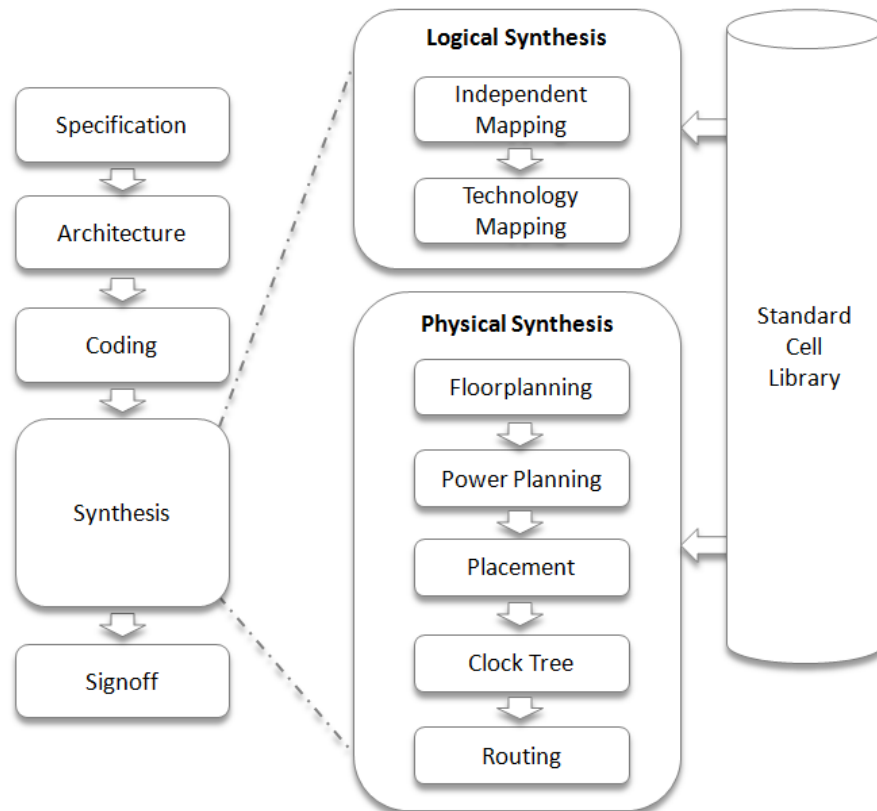 Specification
Architecture
Coding
Synthesis
Signoff
Logical Synthesis
Independent
Mapping
Technology
Mapping
Physical Synthesis
Floorplanning
Power Planning
Placement
Clock Tree
Routing
Standard
Cell
Library